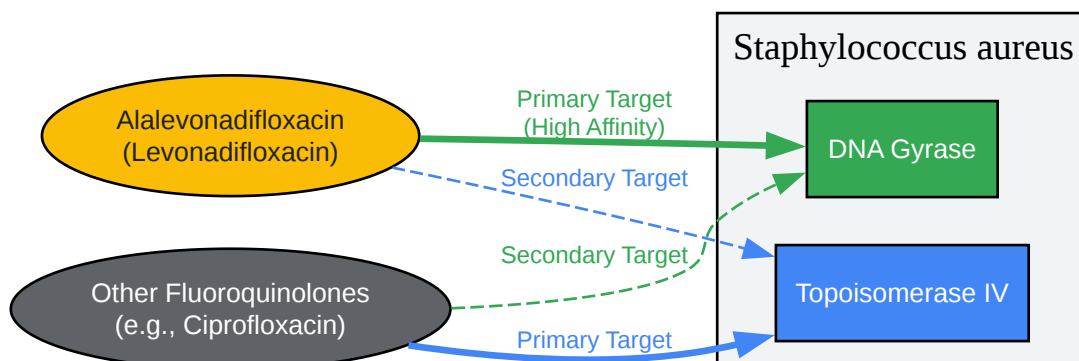 Staphylococcus aureus
Alalevonadifloxacin
(Levonadifloxacin)
Primary Target
(High Affinity)
DNA Gyrase
Secondary Target
Secondary Target
Other Fluoroquinolones
(e.g., Ciprofloxacin)
Topoisomerase IV
Primary Target